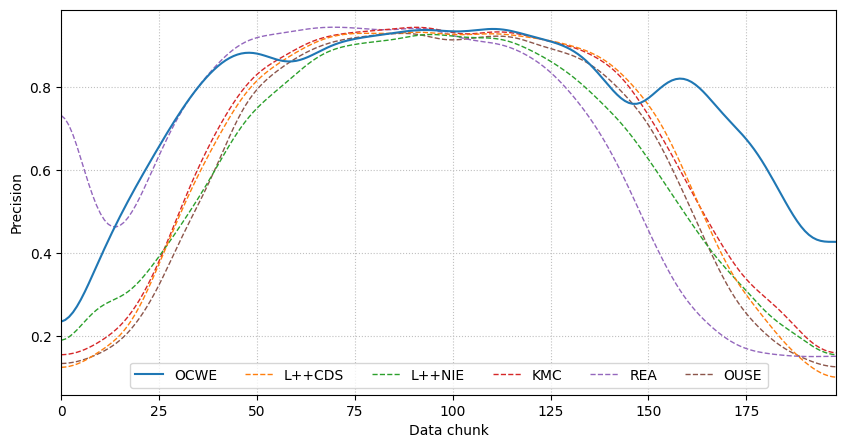 Precision
0.8
0.6
0.4
0.2
OCWE L++CDS L++NIE KMC REA OUSE
0 25 50 75 100 125 150 175
Data chunk